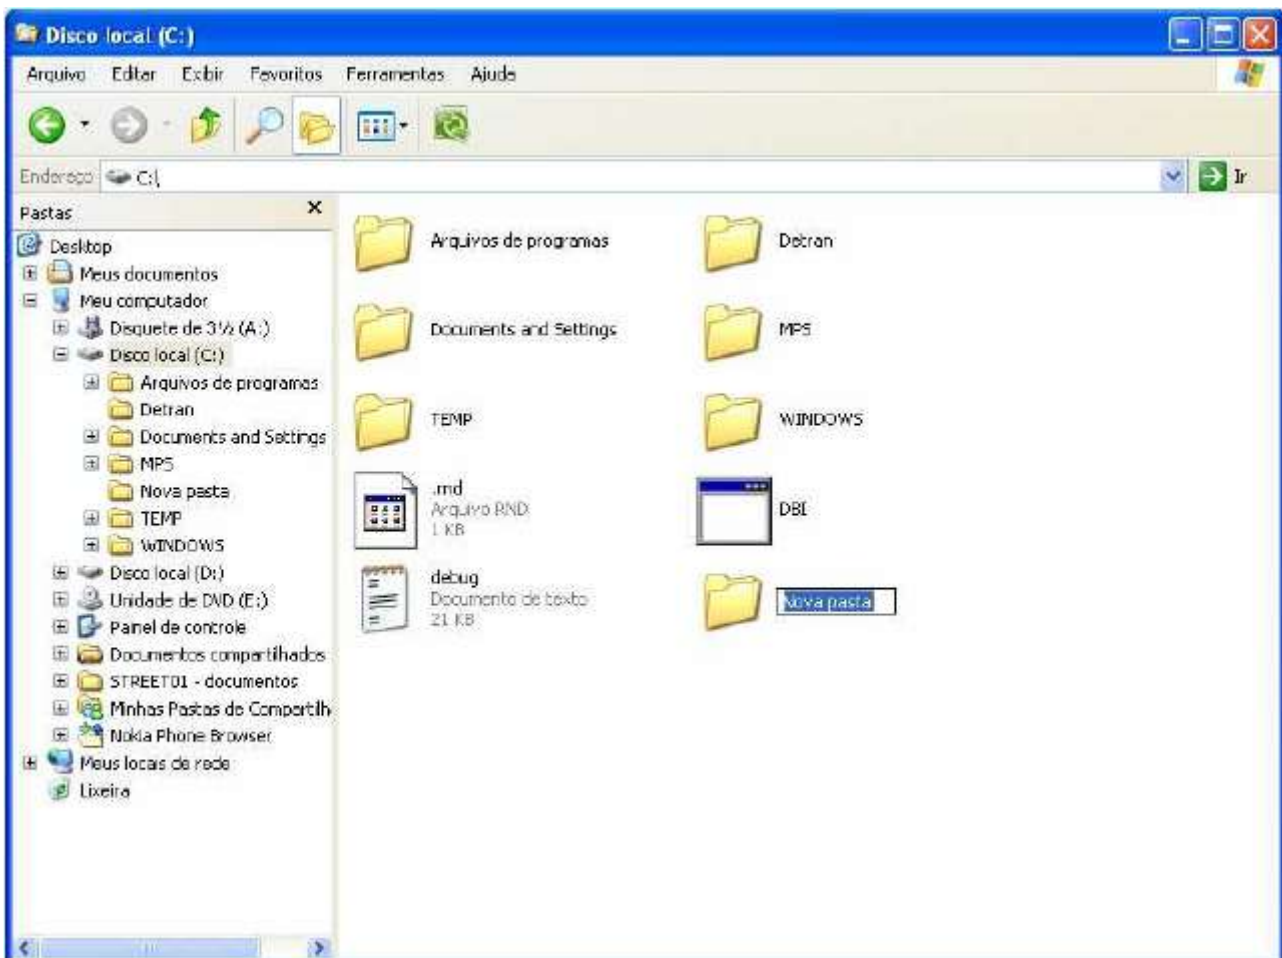 Disco local (C:)
Arquivo Editar Exibir Favoritos Ferramentas Ajuda
Endereço C:\ Ir
Pastas
Desktop
Meus documentos
Meu computador
Disquete de 3½ (A:)
Disco local (C:)
Arquivos de programas
Detran
Documents and Settings
MPS
Nova pasta
TEMP
WINDOWS
Disco local (D:)
Unidade de DVD (E:)
Painel de controle
Documentos compartilhados
STREET01 - documentos
Minhas Pastas de Compartilh
Nokia Phone Browser
Meus locais de rede
Lixeira
Arquivos de programas
Detran
Documents and Settings
MPS
TEMP
WINDOWS
.rnd
Arquivo RND
1 KB
DBI
debug
Documento de texto
21 KB
Nova pasta